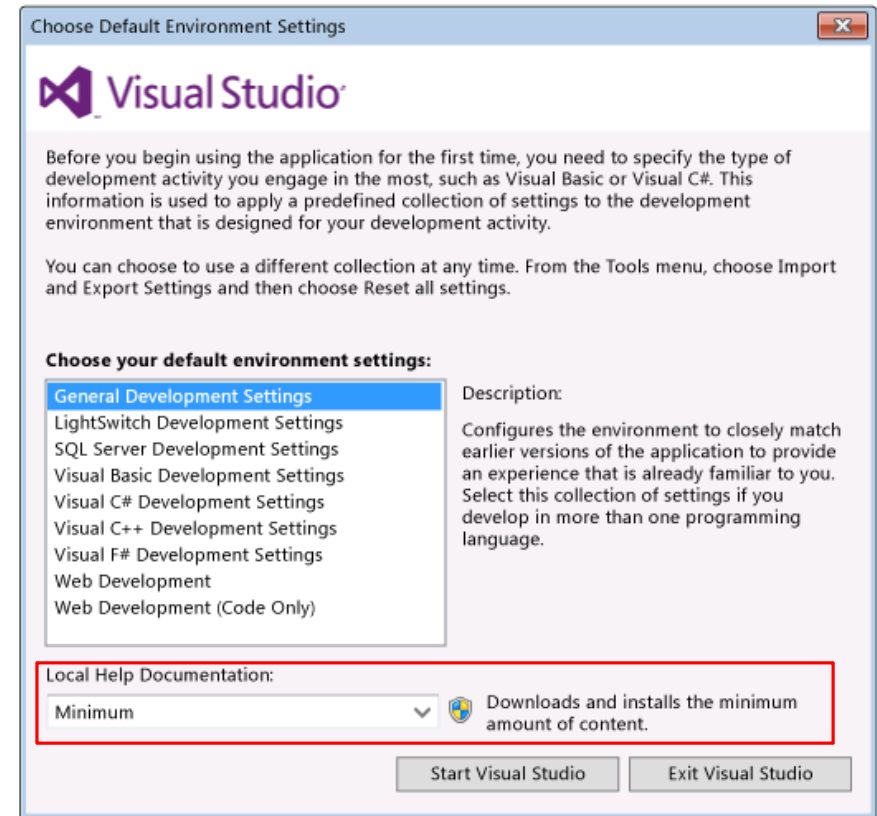 Choose Default Environment Settings
Visual Studio
Before you begin using the application for the first time, you need to specify the type of
development activity you engage in the most, such as Visual Basic or Visual C#. This
information is used to apply a predefined collection of settings to the development
environment that is designed for your development activity.
You can choose to use a different collection at any time. From the Tools menu, choose Import
and Export Settings and then choose Reset all settings.
Choose your default environment settings:
General Development Settings
LightSwitch Development Settings
SQL Server Development Settings
Visual Basic Development Settings
Visual C# Development Settings
Visual C++ Development Settings
Visual F# Development Settings
Web Development
Web Development (Code Only)
Description:
Configures the environment to closely match
earlier versions of the application to provide
an experience that is already familiar to you.
Select this collection of settings if you
develop in more than one programming
language.
Local Help Documentation:
Minimum
Downloads and installs the minimum
amount of content.
Start Visual Studio
Exit Visual Studio